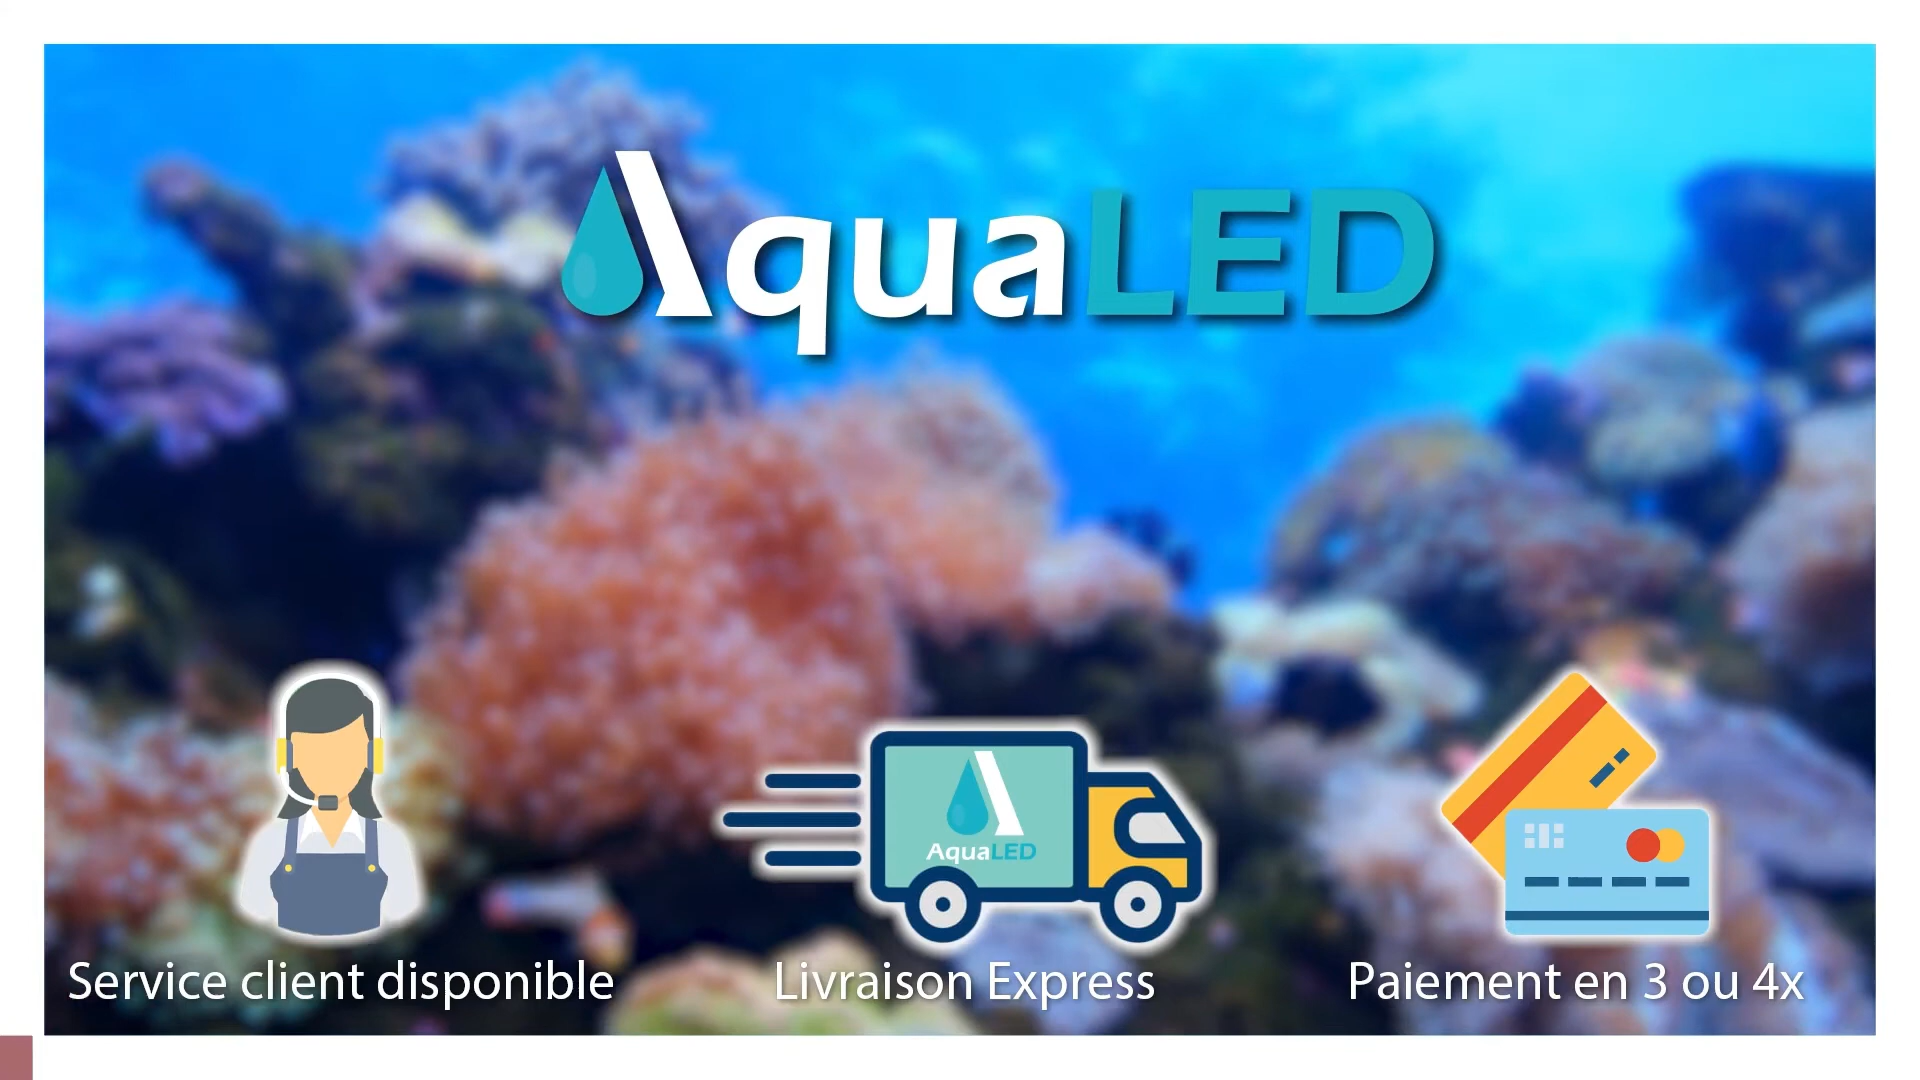 AquaLED
AquaLED
Service client disponible
Livraison Express
Paiement en 3 ou 4x